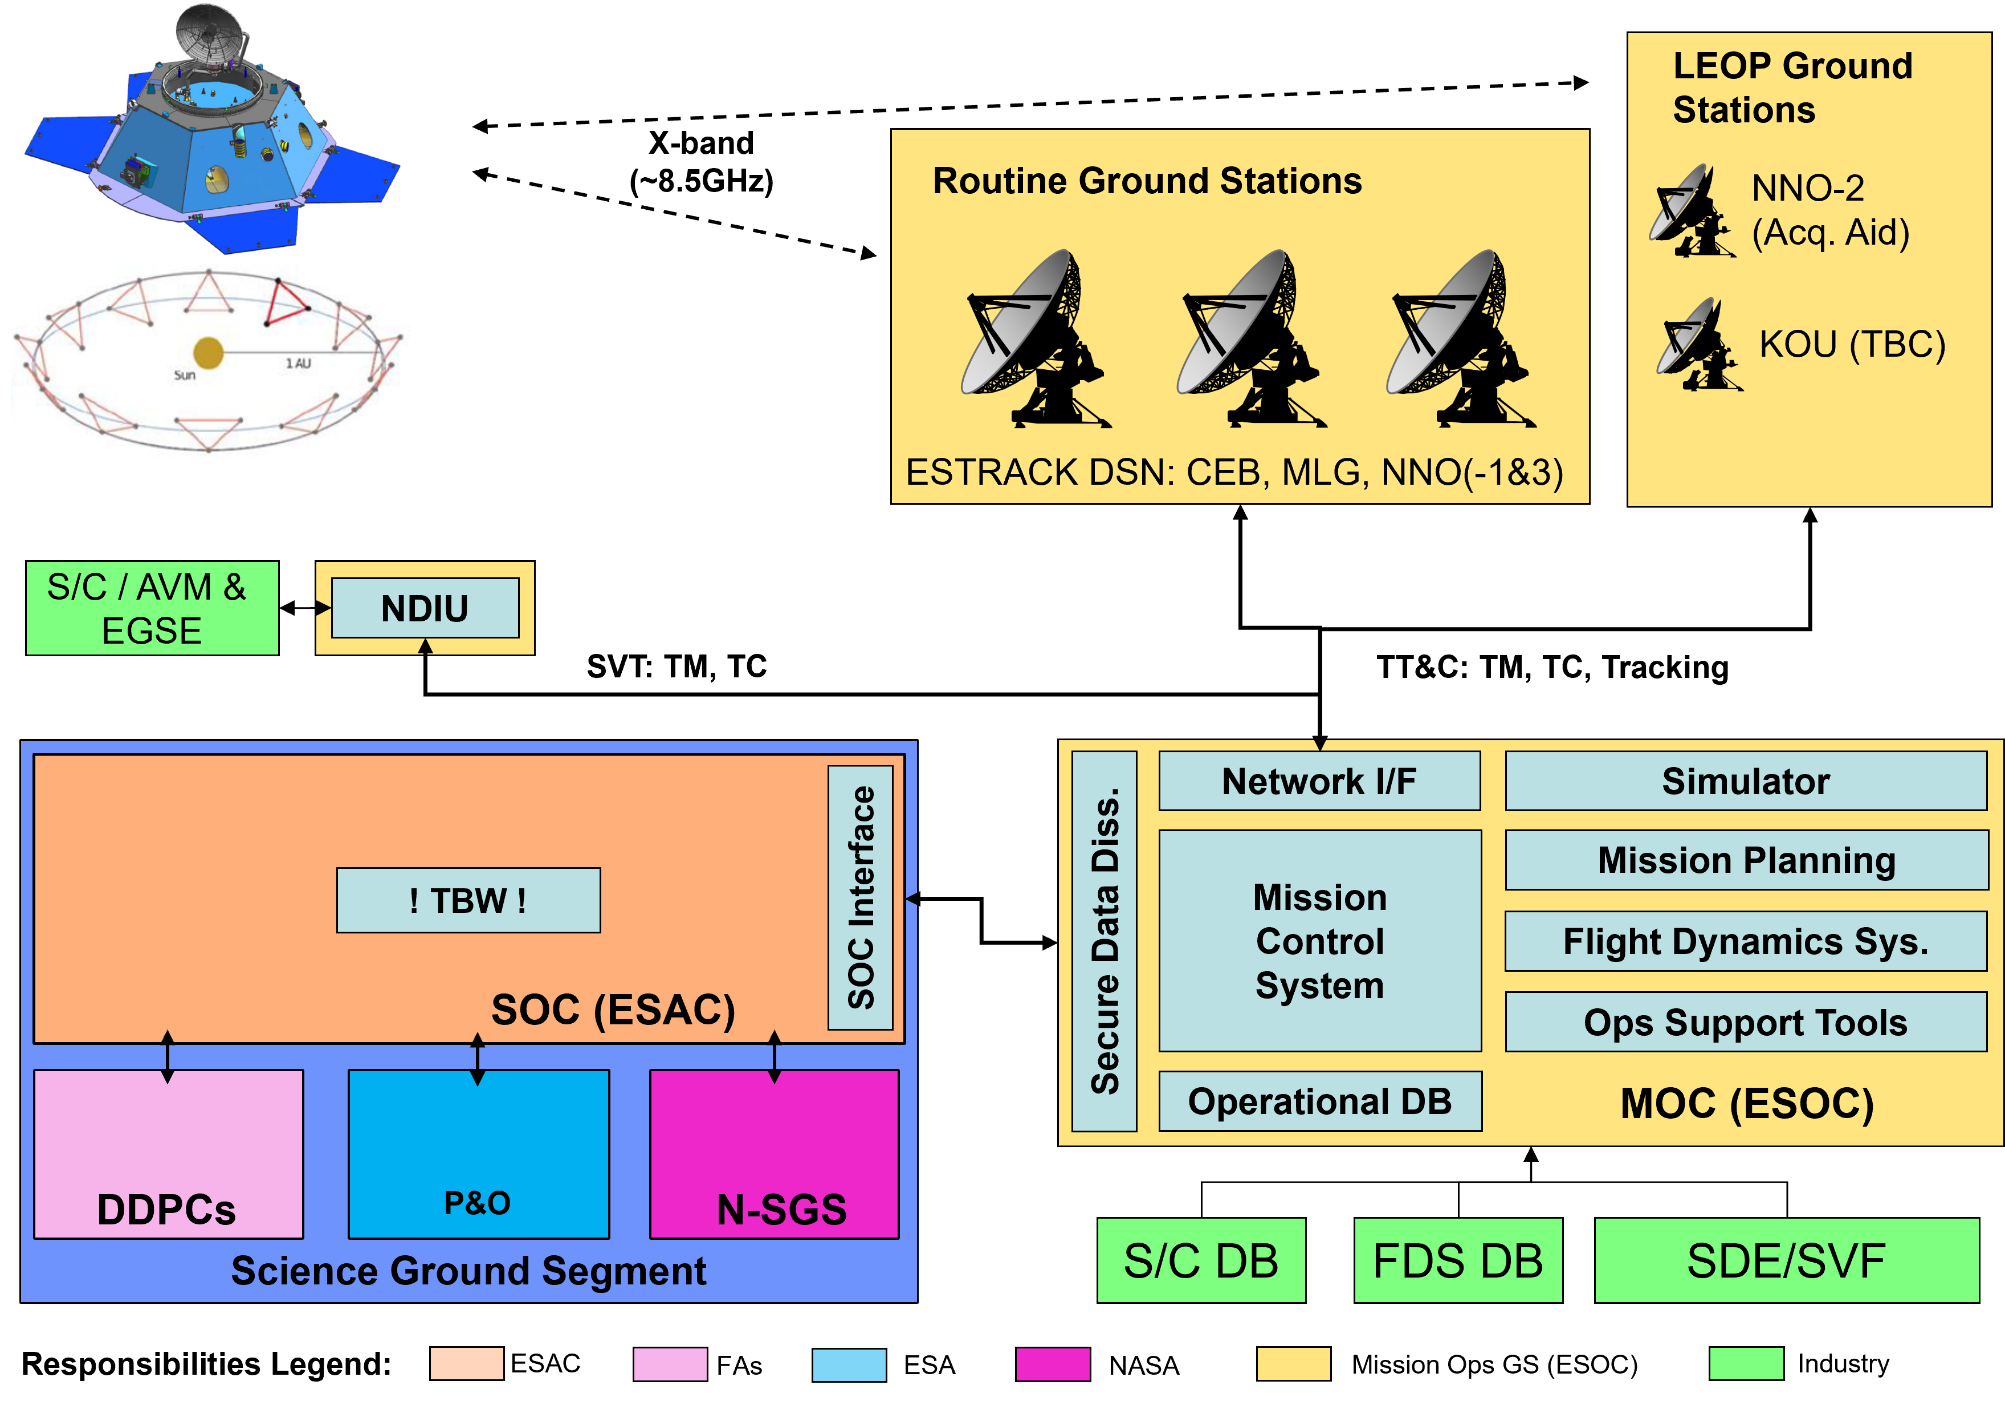 X-band
(~8.5GHz)
LEOP Ground
Stations
NNO-2
(Acq. Aid)
KOU (TBC)
Routine Ground Stations
ESTRACK DSN: CEB, MLG, NNO(-1&3)
Sun
1 AU
S/C / AVM &
EGSE
NDIU
SVT: TM, TC
TT&C: TM, TC, Tracking
! TBW !
SOC Interface
SOC (ESAC)
DDPCs
P&O
N-SGS
Science Ground Segment
Secure Data Diss.
Network I/F
Mission
Control
System
Operational DB
Simulator
Mission Planning
Flight Dynamics Sys.
Ops Support Tools
MOC (ESOC)
S/C DB
FDS DB
SDE/SVF
Responsibilities Legend:
ESAC
FAs
ESA
NASA
Mission Ops GS (ESOC)
Industry